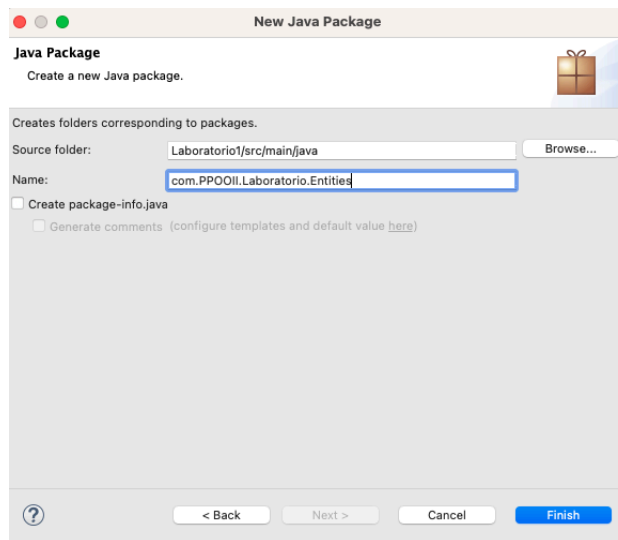 New Java Package
Java Package
Create a new Java package.
Creates folders corresponding to packages.
Source folder: Laboratorio1/src/main/java Browse...
Name: com.PPOOII.Laboratorio.Entities
Create package-info.java
Generate comments (configure templates and default value here)
? < Back Next > Cancel Finish